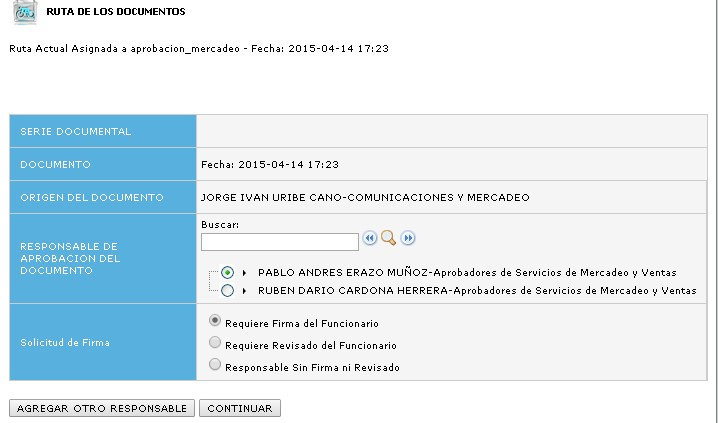 RUTA DE LOS DOCUMENTOS
Ruta Actual Asignada a aprobacion_mercadeo - Fecha: 2015-04-14 17:23
SERIE DOCUMENTAL
DOCUMENTO
Fecha: 2015-04-14 17:23
ORIGEN DEL DOCUMENTO
JORGE IVAN URIBE CANO-COMUNICACIONES Y MERCADEO
RESPONSABLE DE
APROBACION DEL
DOCUMENTO
Buscar:
PABLO ANDRES ERAZO MUÑOZ-Aprobadores de Servicios de Mercadeo y Ventas
RUBEN DARIO CARDONA HERRERA-Aprobadores de Servicios de Mercadeo y Ventas
Solicitud de Firma
Requiere Firma del Funcionario
Requiere Revisado del Funcionario
Responsable Sin Firma ni Revisado
AGREGAR OTRO RESPONSABLE
CONTINUAR